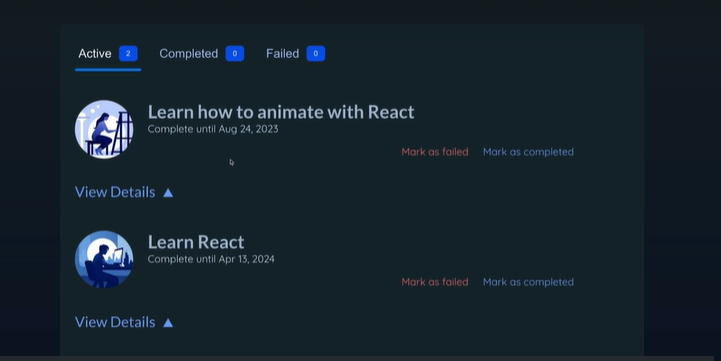 Active 2 Completed 0 Failed 0
Learn how to animate with React
Complete until Aug 24, 2023
Mark as failed Mark as completed
View Details ▲
Learn React
Complete until Apr 13, 2024
Mark as failed Mark as completed
View Details ▲